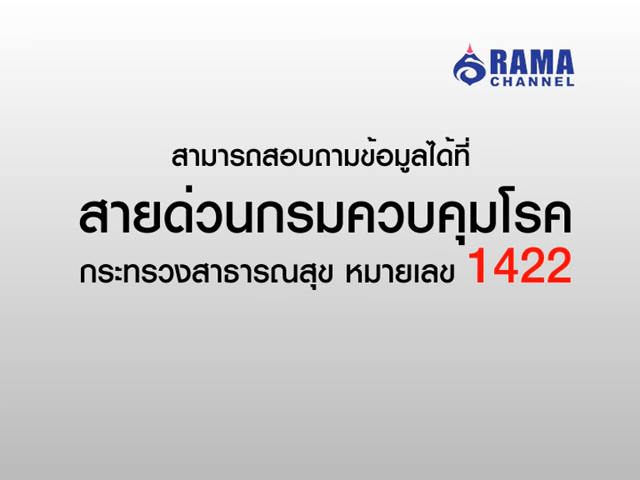 RAMA
CHANNEL
สามารถสอบถามข้อมูลได้ที่
สายด่วนกรมควบคุมโรค
กระทรวงสาธารณสุข หมายเลข 1422